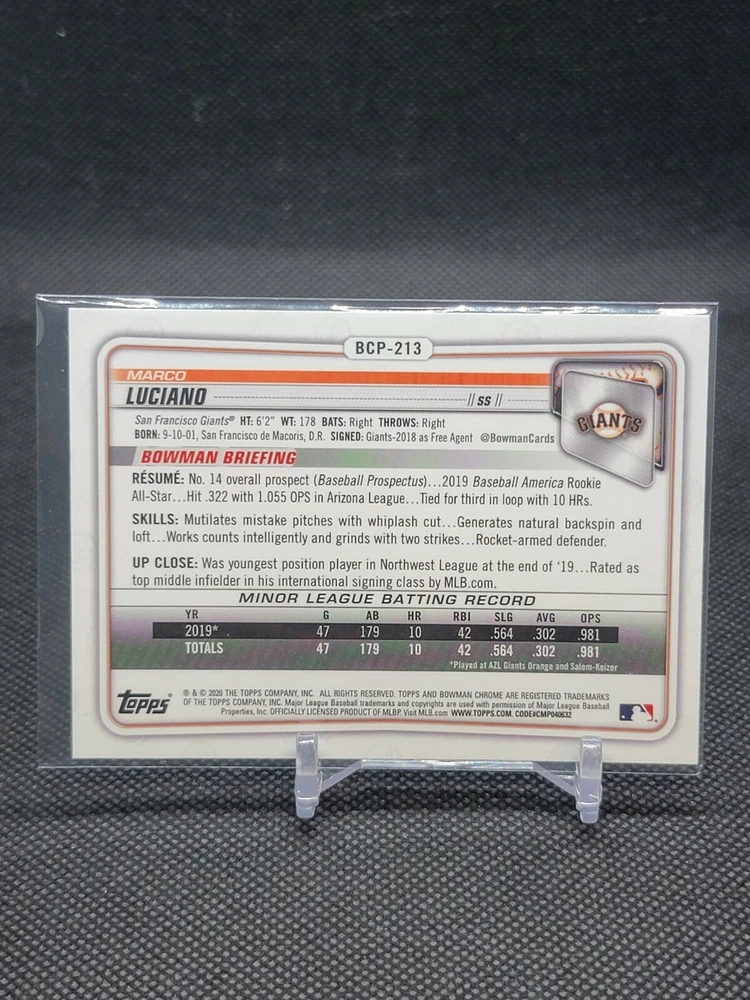 BCP-213
MARCO
LUCIANO
// SS //
GIANTS
San Francisco Giants® HT: 6'2" WT: 178 BATS: Right THROWS: Right
BORN: 9-10-01, San Francisco de Macoris, D.R. SIGNED: Giants-2018 as Free Agent @BowmanCards
BOWMAN BRIEFING
RÉSUMÉ: No. 14 overall prospect (Baseball Prospectus)...2019 Baseball America Rookie
All-Star...Hit .322 with 1.055 OPS in Arizona League...Tied for third in loop with 10 HRs.
SKILLS: Mutilates mistake pitches with whiplash cut...Generates natural backspin and
loft...Works counts intelligently and grinds with two strikes...Rocket-armed defender.
UP CLOSE: Was youngest position player in Northwest League at the end of '19...Rated as
top middle infielder in his international signing class by MLB.com.
MINOR LEAGUE BATTING RECORD
YR G AB HR RBI SLG AVG OPS
2019* 47 179 10 42 .564 .302 .981
TOTALS 47 179 10 42 .564 .302 .981
*Played at AZL Giants Orange and Salem-Keizer
Topps®
® & © 2020 THE TOPPS COMPANY, INC. ALL RIGHTS RESERVED. TOPPS AND BOWMAN CHROME ARE REGISTERED TRADEMARKS
OF THE TOPPS COMPANY, INC. Major League Baseball trademarks and copyrights are used with permission of Major League Baseball
Properties, Inc. OFFICIALLY LICENSED PRODUCT OF MLBP. Visit MLB.com WWW.TOPPS.COM. CODE#CMP040632